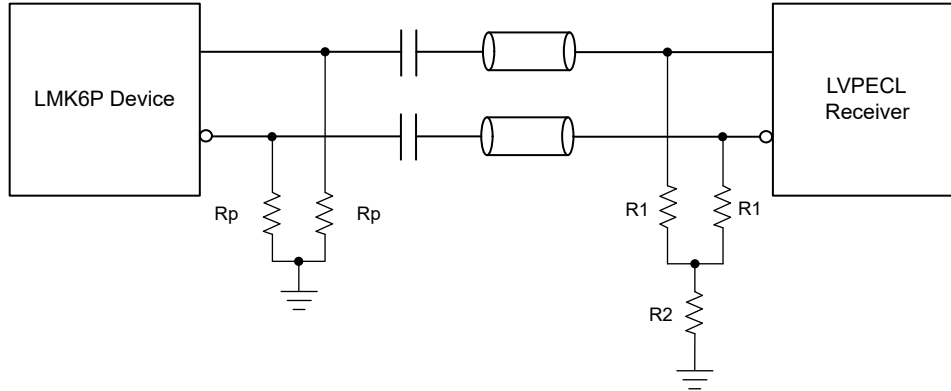 LMK6P Device
LVPECL
Receiver
Rp
Rp
R1
R1
R2